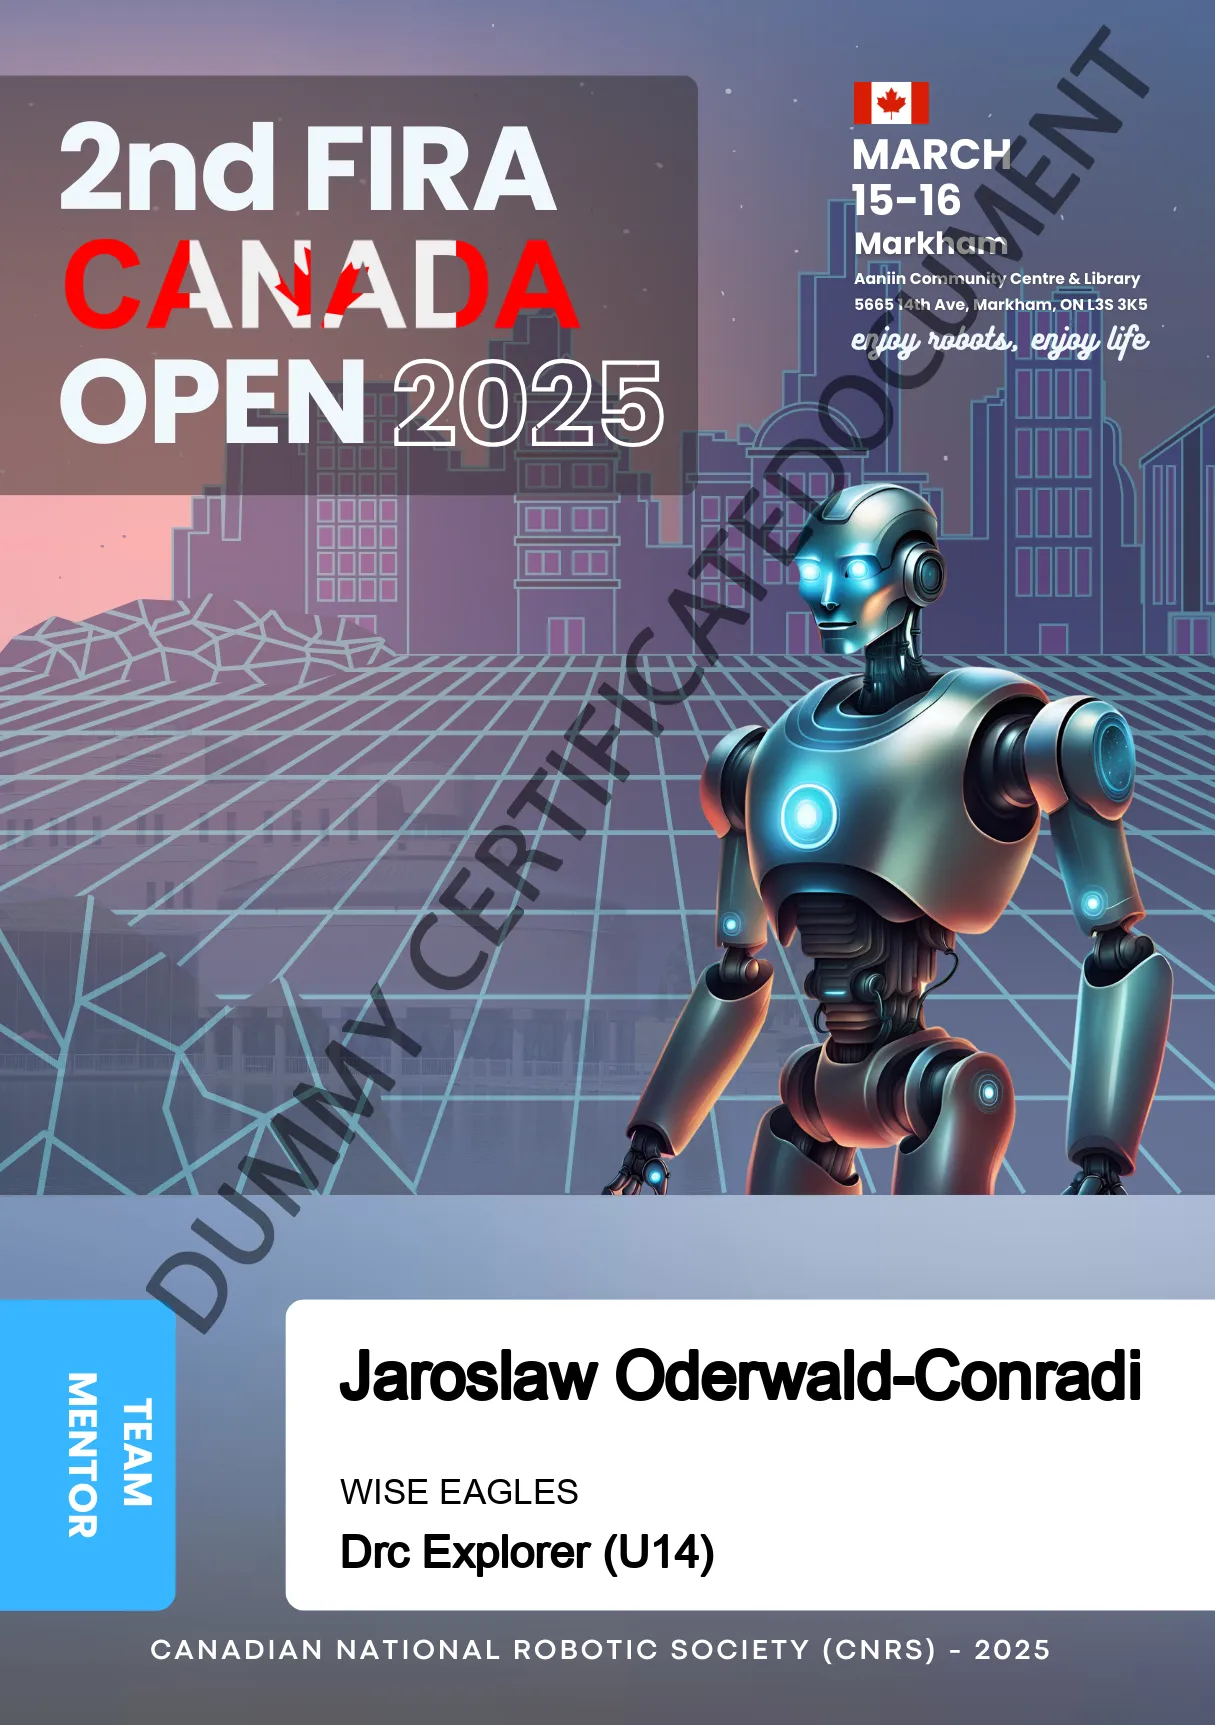 2nd FIRA
CANADA
OPEN 2025
MARCH
15-16
Markham
Aaniin Community Centre & Library
5665 14th Ave, Markham, ON L3S 3K5
enjoy robots, enjoy life
DUMMY CERTIFICATEDOCUMENT
TEAM
MENTOR
Jaroslaw Oderwald-Conradi
WISE EAGLES
Drc Explorer (U14)
CANADIAN NATIONAL ROBOTIC SOCIETY (CNRS) - 2025